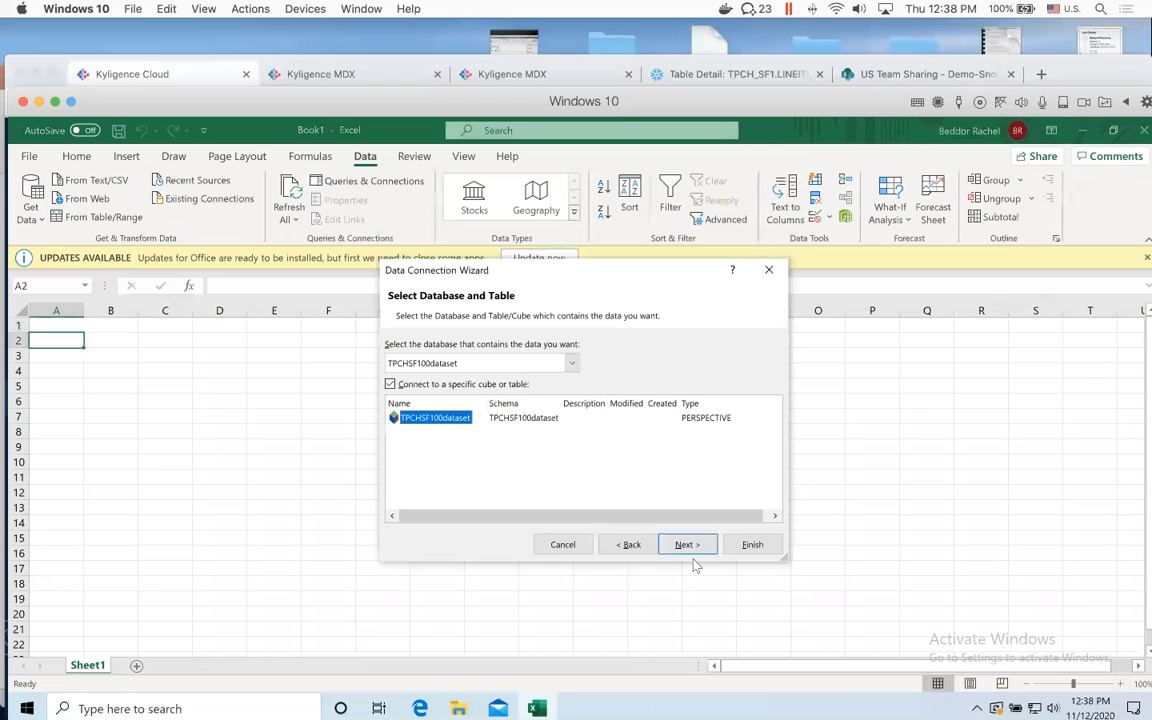 Windows 10 File Edit View Actions Devices Window Help 23 Thu 12:38 PM 100% U.S.
Kyligence Cloud Kyligence MDX Kyligence MDX Table Detail: TPCH_SF1.LINEIT US Team Sharing - Demo-Sno
Windows 10
AutoSave Off Book1 - Excel Search Beddor Rachel BR
File Home Insert Draw Page Layout Formulas Data Review View Help Share Comments
Get Data
From Text/CSV
From Web
From Table/Range
Recent Sources
Existing Connections
Get & Transform Data
Refresh All
Queries & Connections
Properties
Edit Links
Queries & Connections
Stocks
Geography
Data Types
Sort
Filter
Clear
Reapply
Advanced
Sort & Filter
Text to Columns
Data Tools
What-If Analysis
Forecast Sheet
Forecast
Group
Ungroup
Subtotal
Outline
UPDATES AVAILABLE Updates for Office are ready to be installed, but first we need to close some apps. Update now
A2 fx
A B C D E F O P Q R S T U
1
2
3
4
5
6
7
8
9
10
11
12
13
14
15
16
17
18
19
20
21
22
Data Connection Wizard ?
Select Database and Table
Select the Database and Table/Cube which contains the data you want.
Select the database that contains the data you want:
TPCHSF100dataset
Connect to a specific cube or table:
Name Schema Description Modified Created Type
TPCHSF100dataset TPCHSF100dataset PERSPECTIVE
Cancel < Back Next > Finish
Activate Windows
Go to Settings to activate Windows.
Sheet1
Ready 100%
Type here to search 12:38 PM
11/12/2020